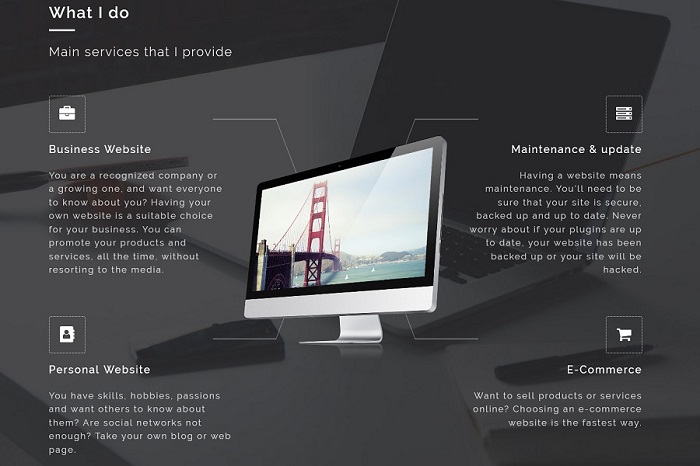 What I do
Main services that I provide
Business Website
You are a recognized company or
a growing one, and want everyone
to know about you? Having your
own website is a suitable choice
for your business. You can
promote your products and
services, all the time, without
resorting to the media.
Maintenance & update
Having a website means
maintenance. You'll need to be
sure that your site is secure,
backed up and up to date. Never
worry about if your plugins are up
to date, your website has been
backed up or your site will be
hacked.
Personal Website
You have skills, hobbies, passions
and want others to know about
them? Are social networks not
enough? Take your own blog or web
page.
E-Commerce
Want to sell products or services
online? Choosing an e-commerce
website is the fastest way.